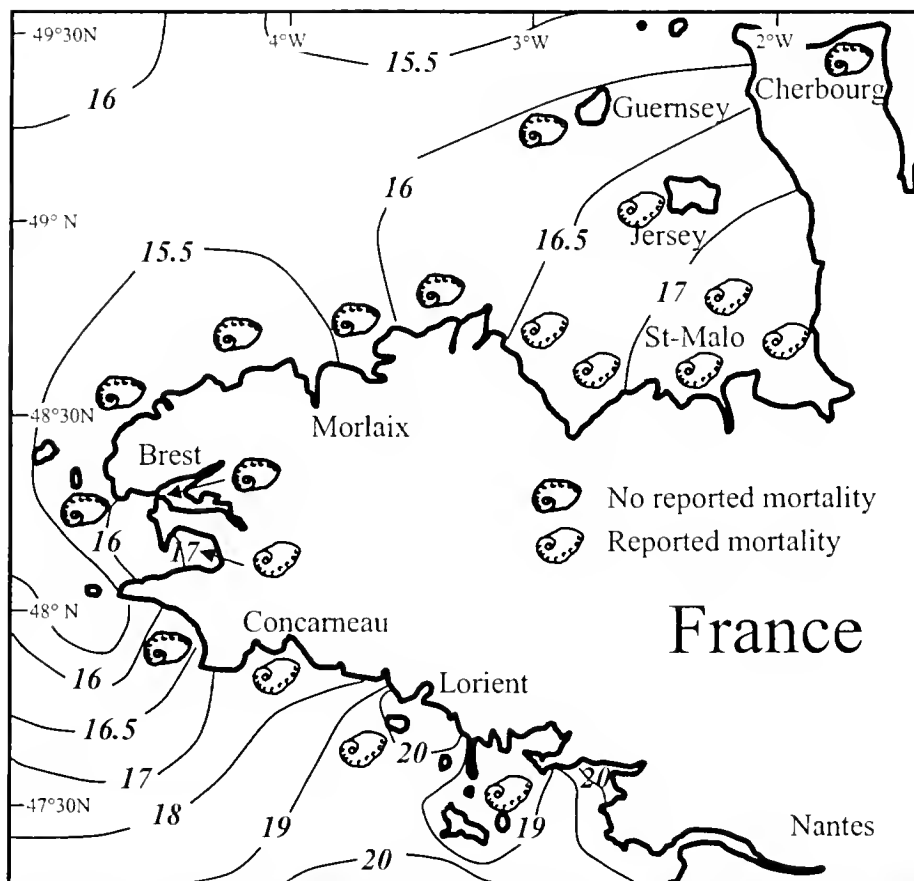 49°30N
4°W
3°W
2°W
15.5
16
Cherbourg
Guernsey
16
49° N
16.5
Jersey
15.5
17
St-Malo
48°30N
Morlaix
Brest
No reported mortality
16
17
Reported mortality
48° N
Concarneau
France
16
Lorient
16.5
20
17
20
47°30N
18
19
19
Nantes
20